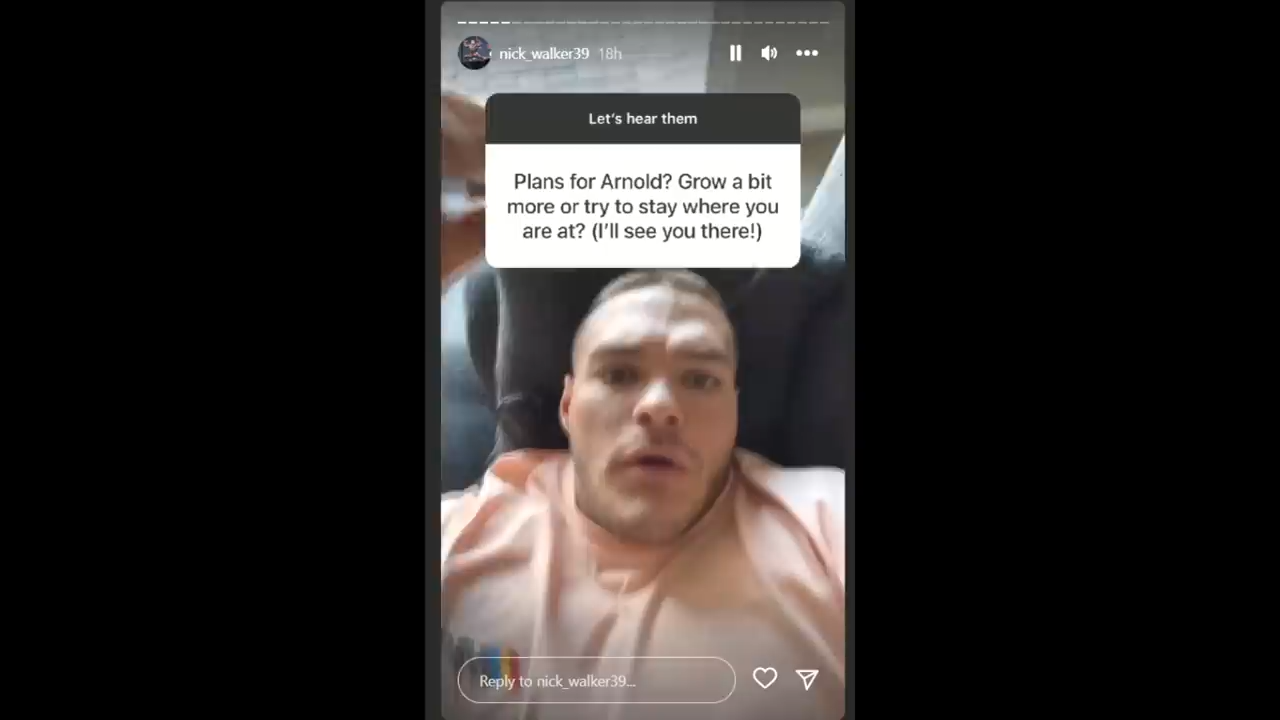 nick_walker39 18h
Let's hear them
Plans for Arnold? Grow a bit
more or try to stay where you
are at? (I'll see you there!)
Reply to nick_walker39...